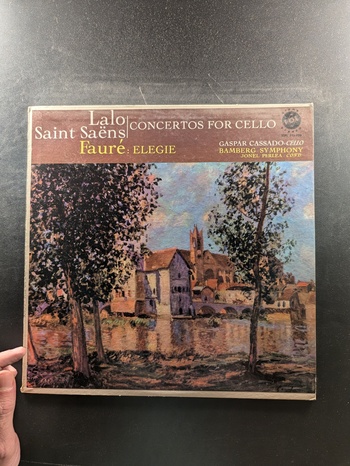 Lalo
Saint Saëns
CONCERTOS FOR CELLO
Fauré: ELEGIE
GASPAR CASSADO-CELLO
BAMBERG SYMPHONY
JONEL PERLEA, COND.